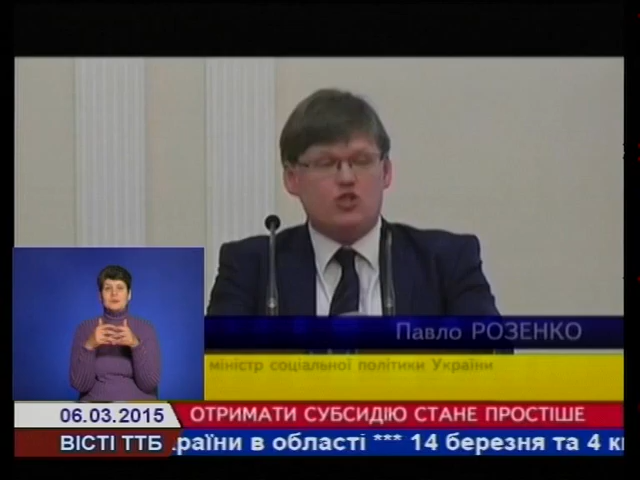 Павло РОЗЕНКО
міністр соціальної політики України
06.03.2015 ОТРИМАТИ СУБСИДІЮ СТАНЕ ПРОСТІШЕ
ВІСТІ ТТБ країни в області *** 14 березня та 4 к